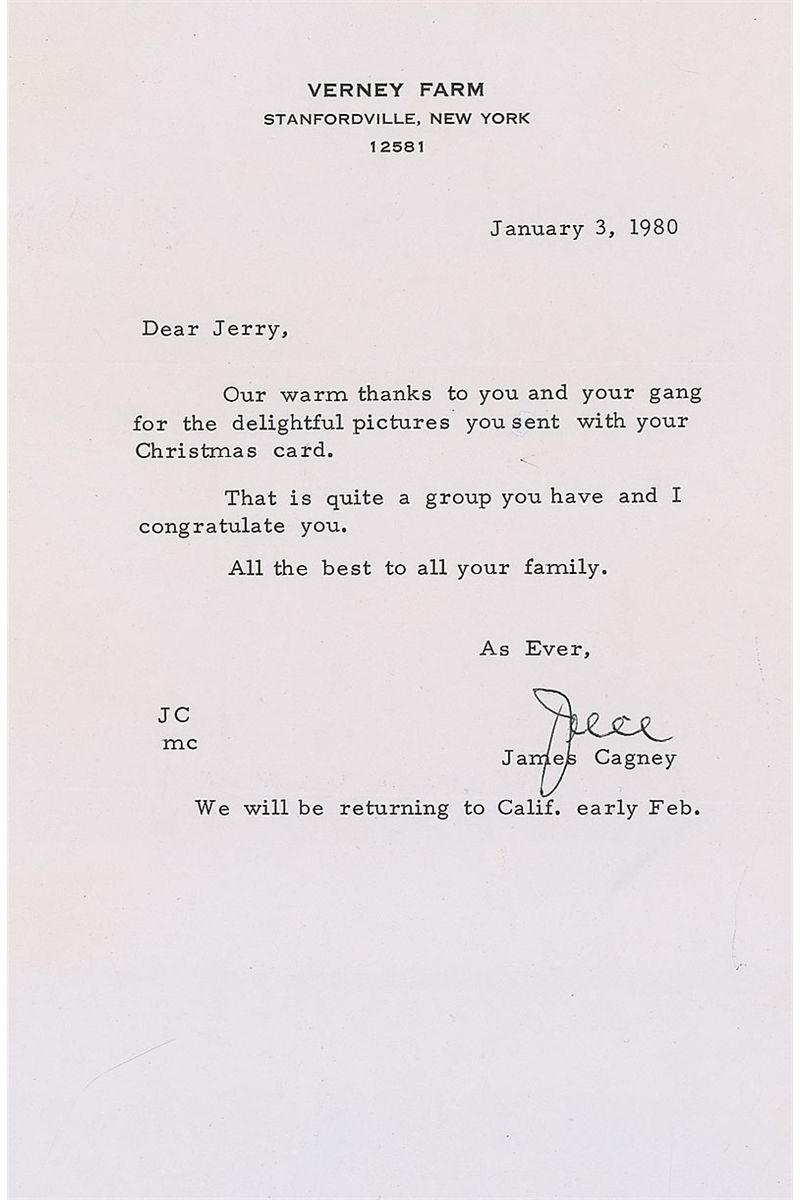 VERNEY FARM
STANFORDVILLE, NEW YORK
12581
January 3, 1980
Dear Jerry,
Our warm thanks to you and your gang
for the delightful pictures you sent with your
Christmas card.
That is quite a group you have and I
congratulate you.
All the best to all your family.
As Ever,
JC
mc
James Cagney
We will be returning to Calif. early Feb.